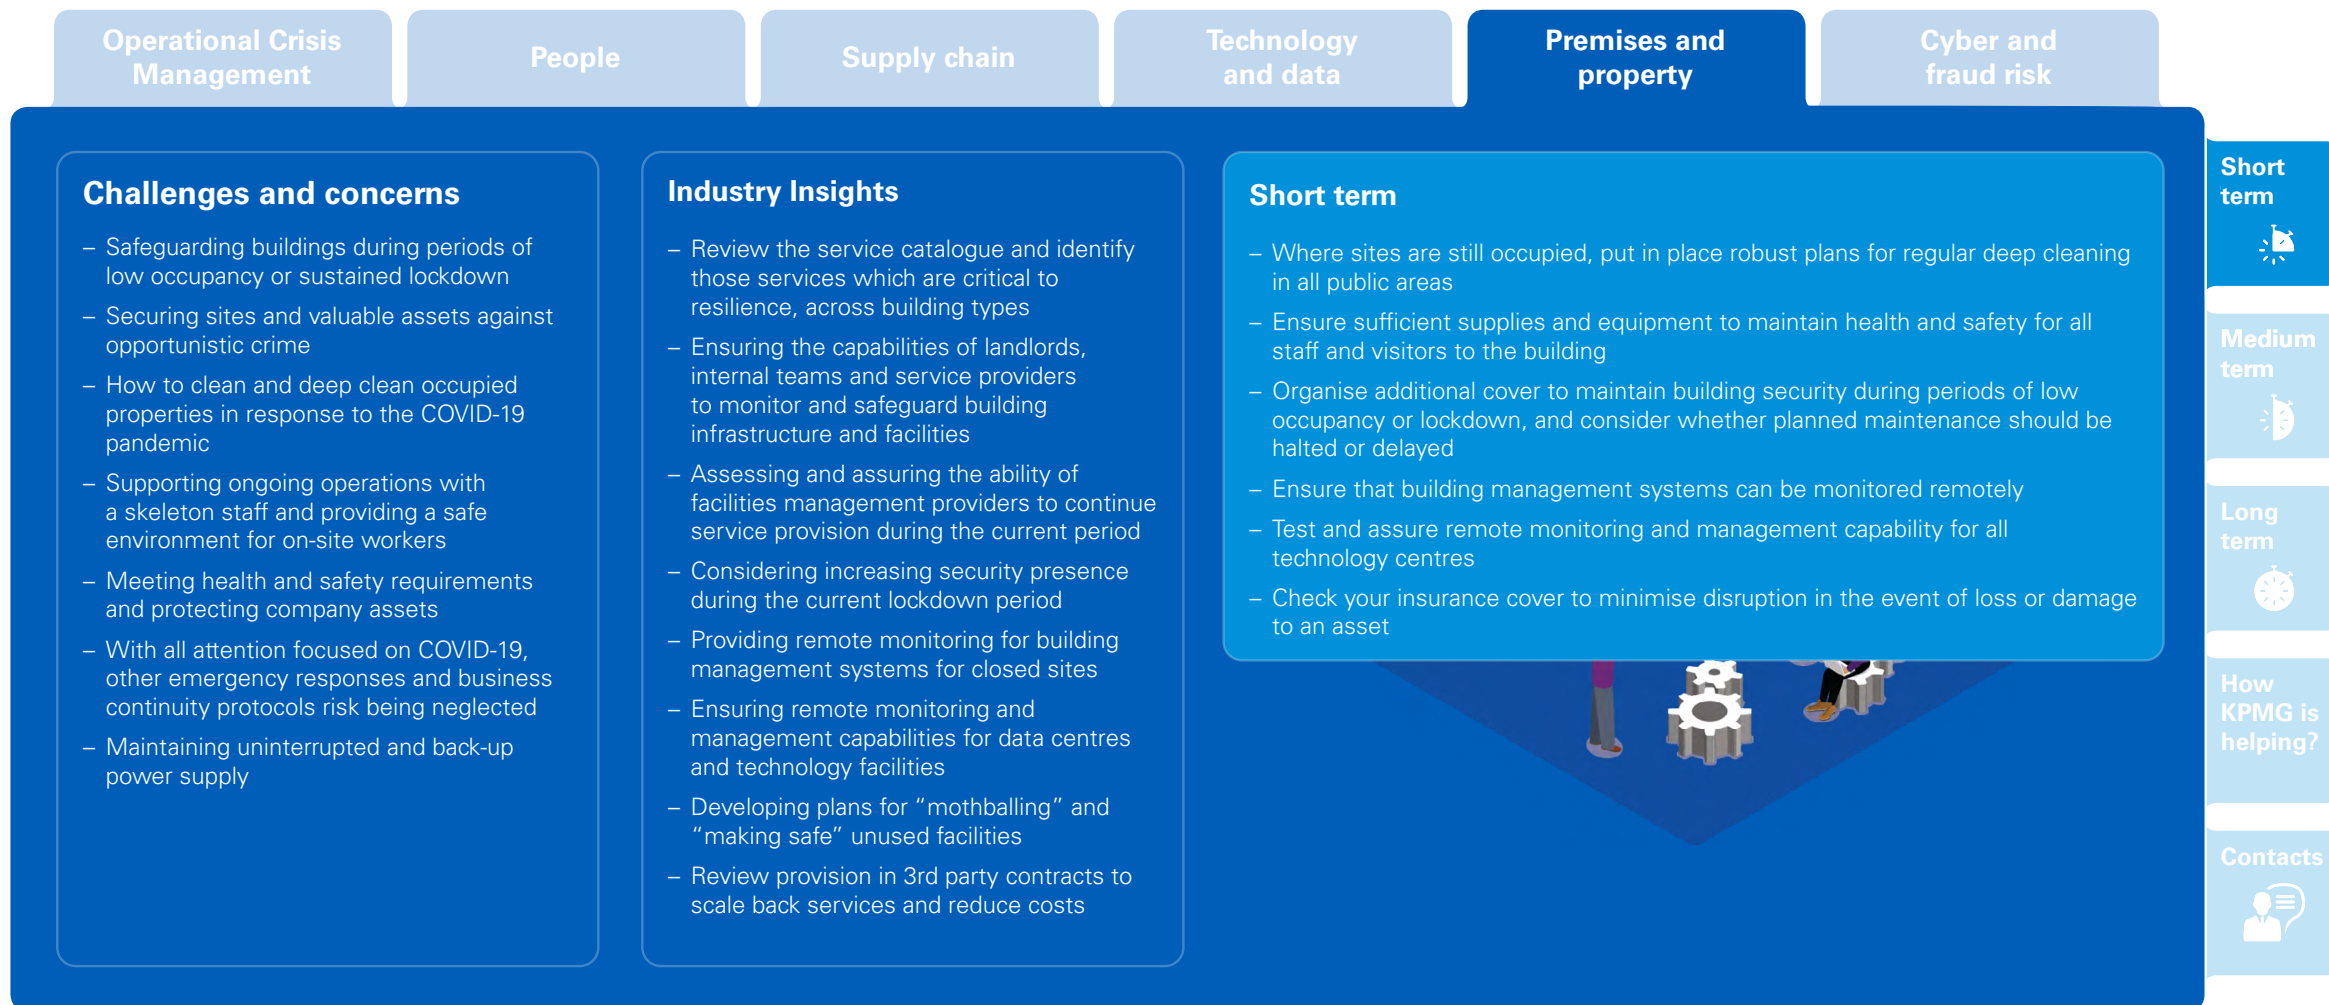 Operational Crisis
Management
People
Supply chain
Technology
and data
Premises and
property
Cyber and
fraud risk
Challenges and concerns
– Safeguarding buildings during periods of
low occupancy or sustained lockdown
– Securing sites and valuable assets against
opportunistic crime
– How to clean and deep clean occupied
properties in response to the COVID-19
pandemic
– Supporting ongoing operations with
a skeleton staff and providing a safe
environment for on-site workers
– Meeting health and safety requirements
and protecting company assets
– With all attention focused on COVID-19,
other emergency responses and business
continuity protocols risk being neglected
– Maintaining uninterrupted and back-up
power supply
Industry Insights
– Review the service catalogue and identify
those services which are critical to
resilience, across building types
– Ensuring the capabilities of landlords,
internal teams and service providers
to monitor and safeguard building
infrastructure and facilities
– Assessing and assuring the ability of
facilities management providers to continue
service provision during the current period
– Considering increasing security presence
during the current lockdown period
– Providing remote monitoring for building
management systems for closed sites
– Ensuring remote monitoring and
management capabilities for data centres
and technology facilities
– Developing plans for “mothballing” and
“making safe” unused facilities
– Review provision in 3rd party contracts to
scale back services and reduce costs
Short term
– Where sites are still occupied, put in place robust plans for regular deep cleaning
in all public areas
– Ensure sufficient supplies and equipment to maintain health and safety for all
staff and visitors to the building
– Organise additional cover to maintain building security during periods of low
occupancy or lockdown, and consider whether planned maintenance should be
halted or delayed
– Ensure that building management systems can be monitored remotely
– Test and assure remote monitoring and management capability for all
technology centres
– Check your insurance cover to minimise disruption in the event of loss or damage
to an asset
Short
term
Medium
term
Long
term
How
KPMG is
helping?
Contacts